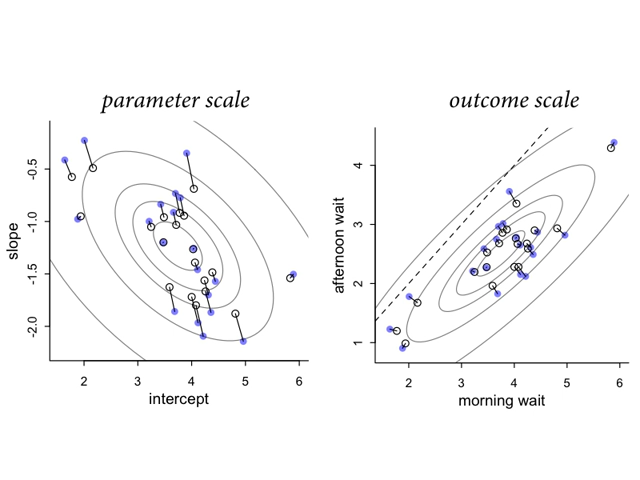 parameter scale
outcome scale
slope
-0.5
-1.0
-1.5
-2.0
2 3 4 5 6
intercept
afternoon wait
4
3
2
1
2 3 4 5 6
morning wait